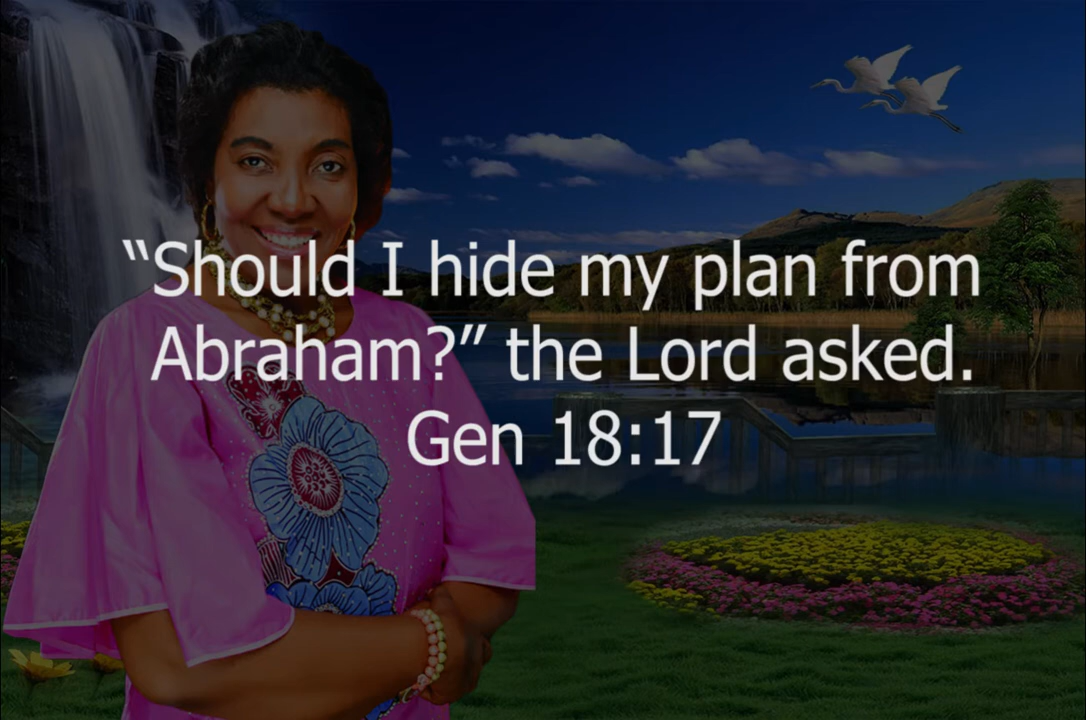 “Should I hide my plan from
Abraham?” the Lord asked.
Gen 18:17